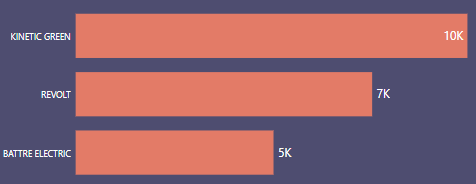 KINETIC GREEN 10K
REVOLT 7K
BATTRE ELECTRIC 5K